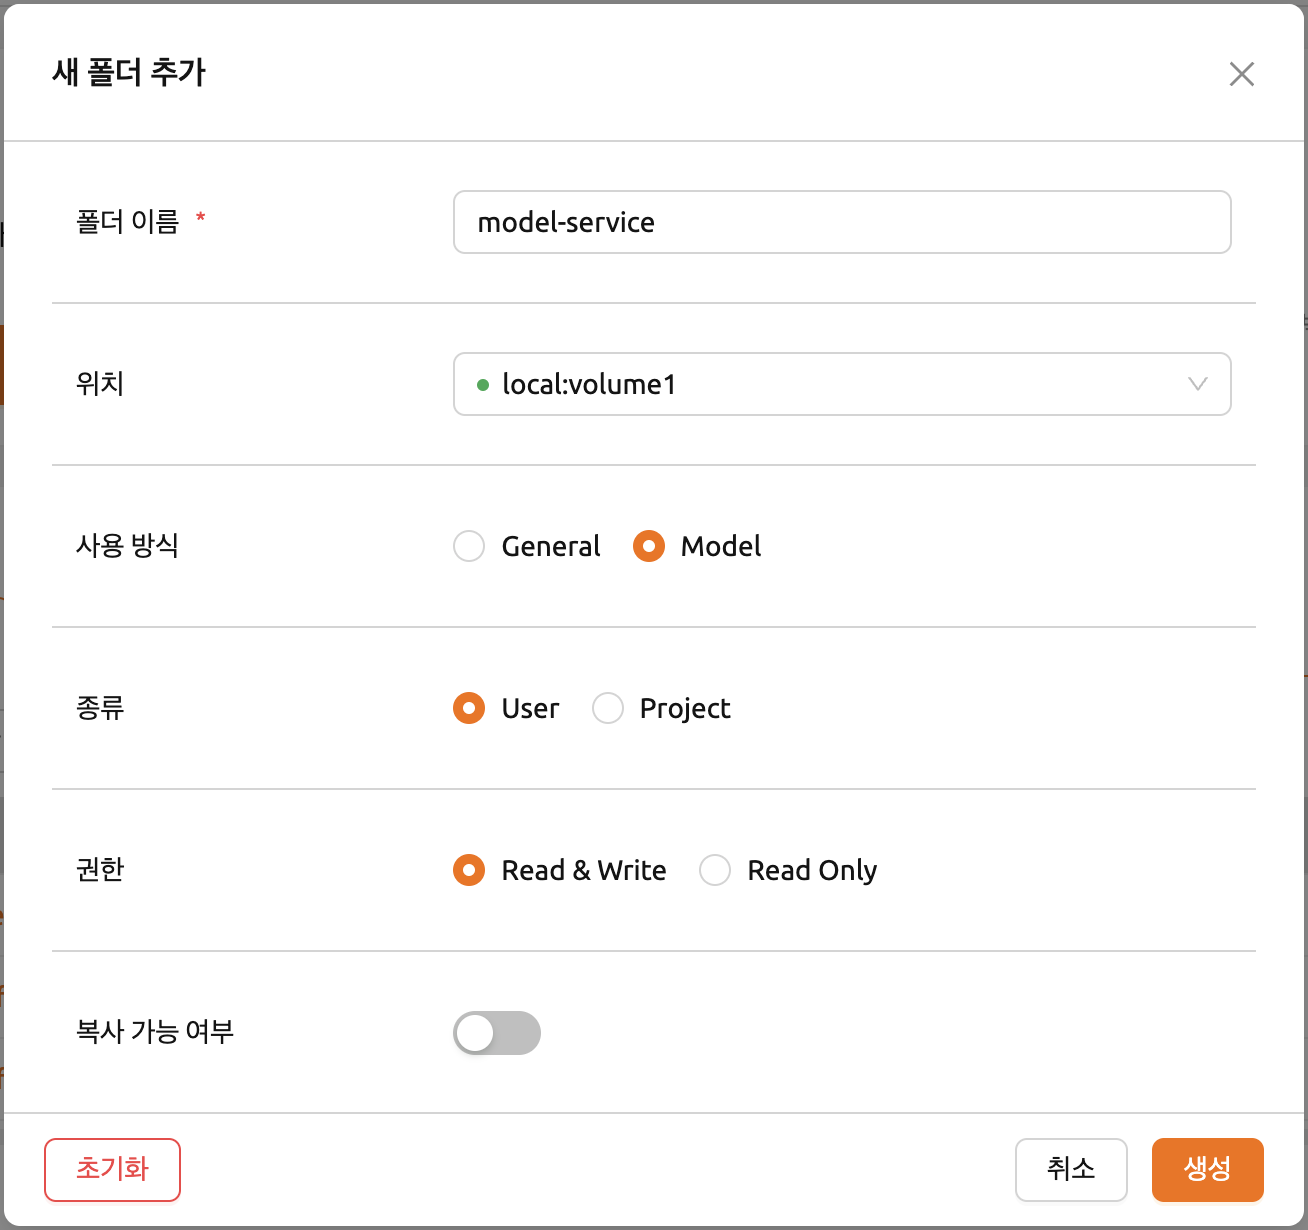 새 폴더 추가
폴더 이름 *
model-service
위치
local:volume1
사용 방식
General
Model
종류
User
Project
권한
Read & Write
Read Only
복사 가능 여부
초기화
취소
생성